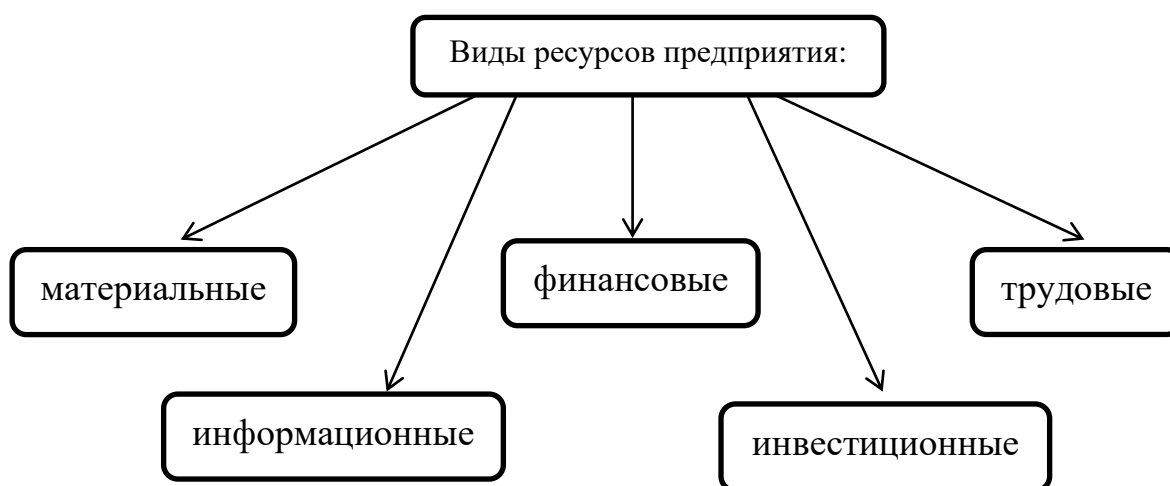 Виды ресурсов предприятия:
материальные
финансовые
трудовые
информационные
инвестиционные